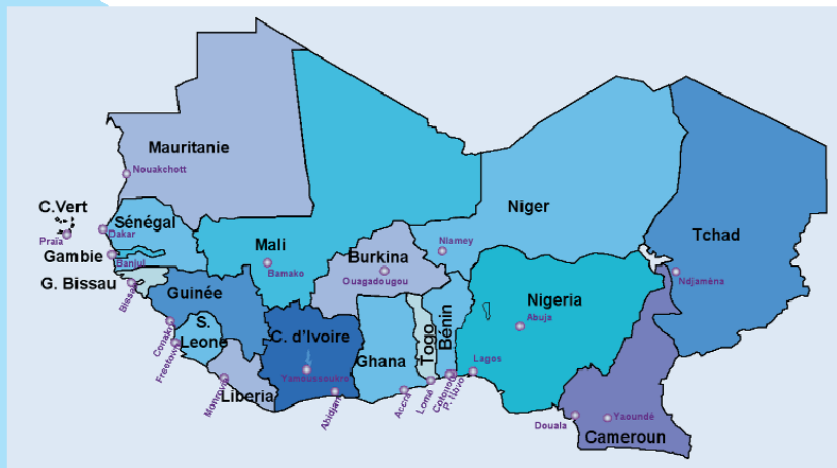 Mauritanie
Nouakchott
C.Vert
Praïa
Sénégal
Dakar
Gambie
Banjul
G. Bissau
Bissau
Guinée
Conakry
S.
Leone
Freetown
Monrovia
Liberia
Mali
Bamako
Burkina
Ouagadougou
C. d'Ivoire
Yamoussoukro
Abidjan
Ghana
Accra
Togo
Lomé
Bénin
Cotonou
P. Novo
Niger
Niamey
Nigeria
Abuja
Lagos
Tchad
Ndjamèna
Douala
Yaoundé
Cameroun